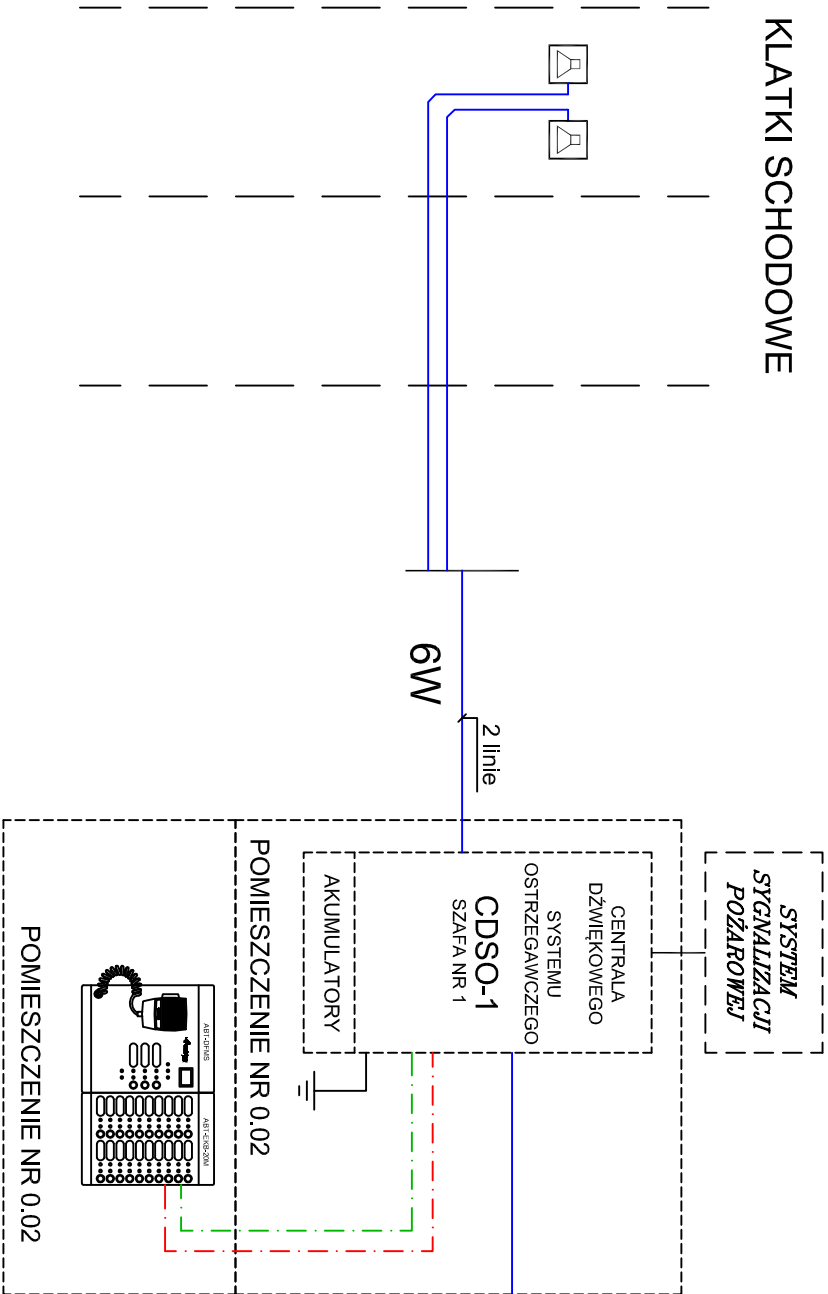 KLATKI SCHODOWE
6W
2 linie
SYSTEM
SYGNALIZACJI
POŻAROWEJ
CENTRALA
DŹWIĘKOWEGO
SYSTEMU
OSTRZEGAWCZEGO
CDSO-1
SZAFA NR 1
AKUMULATORY
POMIESZCZENIE NR 0.02
ABT-DFMS
ABT-EKB-20M
POMIESZCZENIE NR 0.02